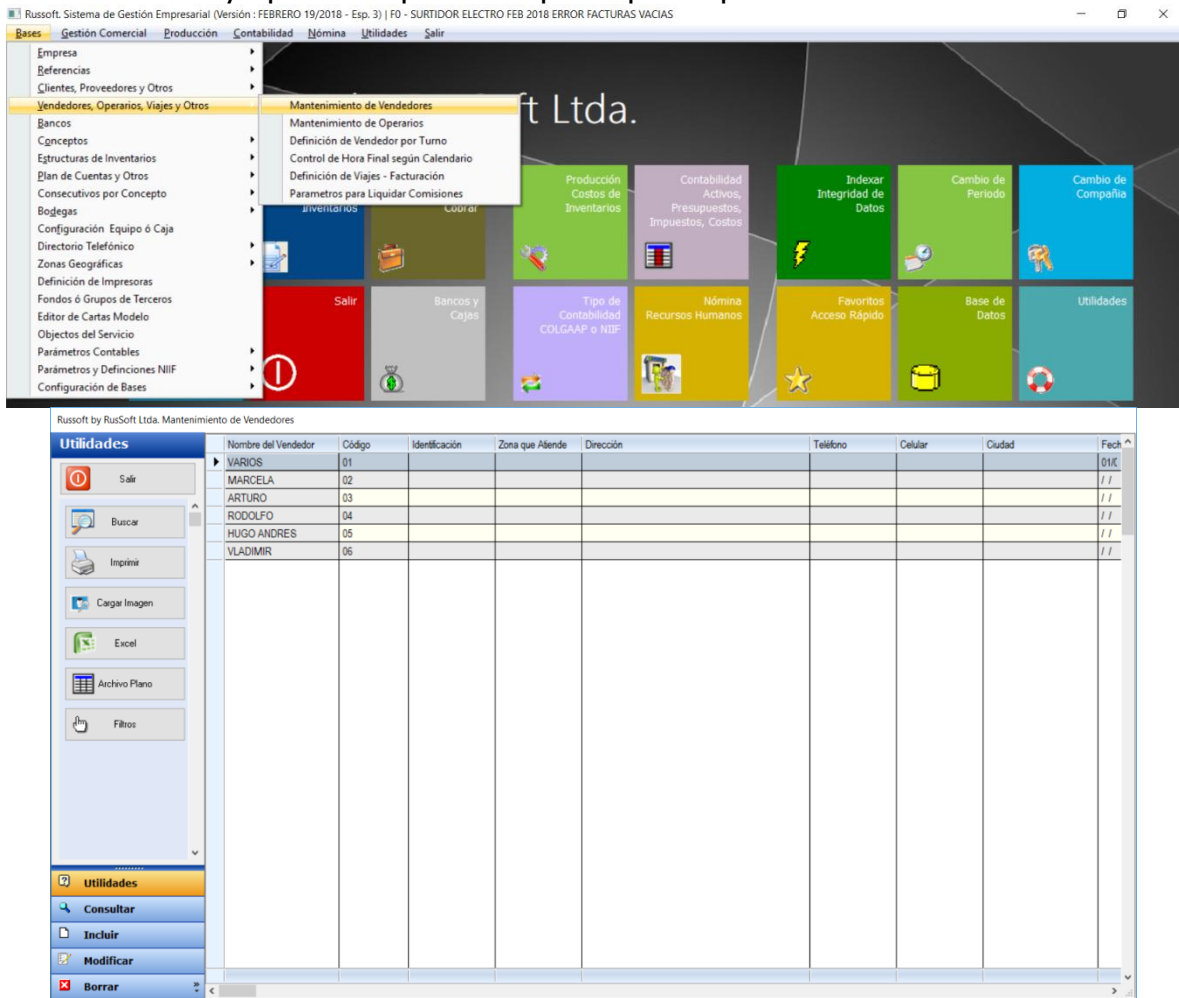 Russoft. Sistema de Gestión Empresarial (Versión : FEBRERO 19/2018 - Esp. 3) | F0 - SURTIDOR ELECTRO FEB 2018 ERROR FACTURAS VACIAS
Bases Gestión Comercial Producción Contabilidad Nómina Utilidades Salir
Empresa
Referencias
Clientes, Proveedores y Otros
Vendedores, Operarios, Viajes y Otros
Bancos
Conceptos
Estructuras de Inventarios
Plan de Cuentas y Otros
Consecutivos por Concepto
Bodegas
Configuración Equipo ó Caja
Directorio Telefónico
Zonas Geográficas
Definición de Impresoras
Fondos ó Grupos de Terceros
Editor de Cartas Modelo
Objectos del Servicio
Parámetros Contables
Parámetros y Definciones NIIF
Configuración de Bases
Mantenimiento de Vendedores
Mantenimiento de Operarios
Definición de Vendedor por Turno
Control de Hora Final según Calendario
Definición de Viajes - Facturación
Parametros para Liquidar Comisiones
ft Ltda.
Inventarios
Cobrar
Producción
Costos de
Inventarios
Contabilidad
Activos,
Presupuestos,
Impuestos, Costos
Indexar
Integridad de
Datos
Cambio de
Periodo
Cambio de
Compañia
Salir
Bancos y
Cajas
Tipo de
Contabilidad
COLGAAP o NIIF
Nómina
Recursos Humanos
Favoritos
Acceso Rápido
Base de
Datos
Utilidades
Russoft by RusSoft Ltda. Mantenimiento de Vendedores
Utilidades
Salir
Buscar
Imprimir
Cargar Imagen
Excel
Archivo Plano
Filtros
Utilidades
Consultar
Incluir
Modificar
Borrar
Nombre del Vendedor Código Identificación Zona que Atiende Dirección Teléfono Celular Ciudad Fech
VARIOS 01 01/0
MARCELA 02 / /
ARTURO 03 / /
RODOLFO 04 / /
HUGO ANDRES 05 / /
VLADIMIR 06 / /